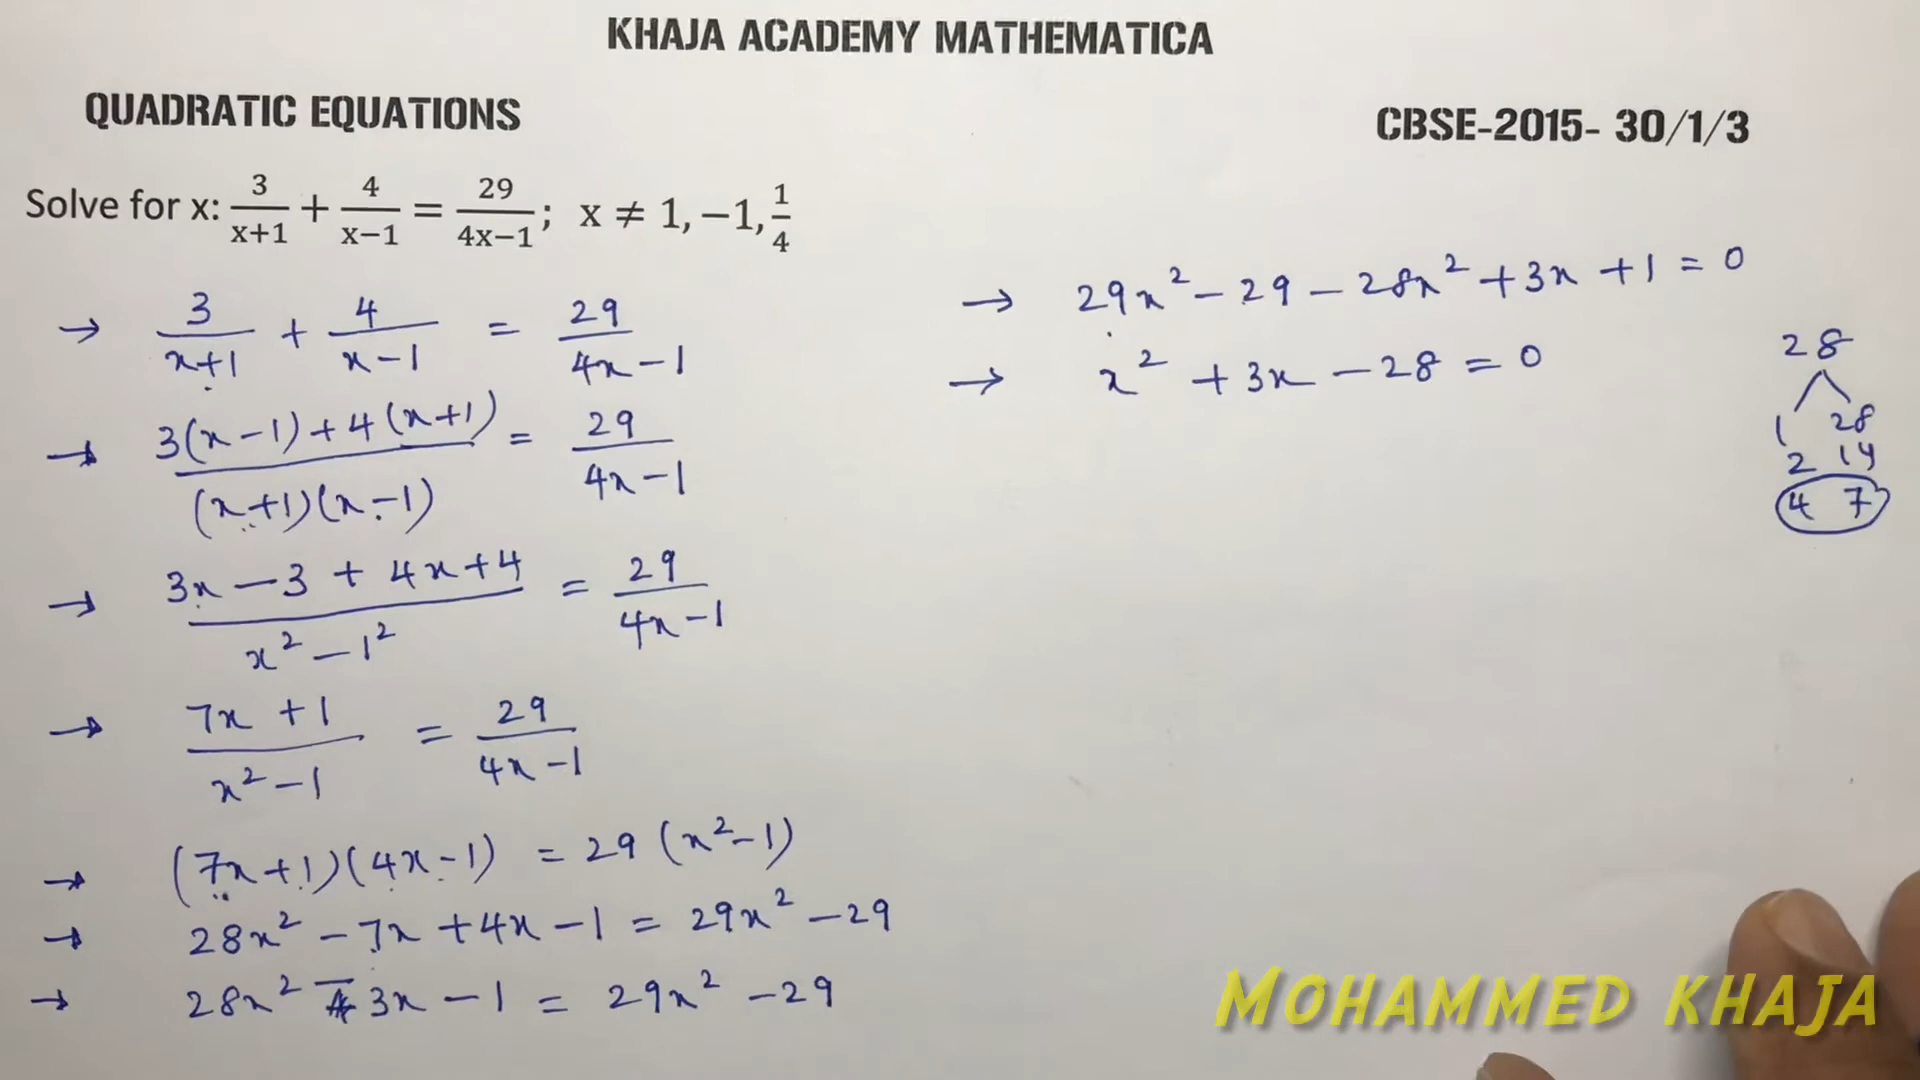 KHAJA ACADEMY MATHEMATICA
QUADRATIC EQUATIONS
CBSE-2015- 30/1/3
Solve for x: 3/(x+1) + 4/(x−1) = 29/(4x−1); x ≠ 1, −1, 1/4
→ 3/(x+1) + 4/(x-1) = 29/(4x-1)
→ (3(x-1)+4(x+1))/((x+1)(x-1)) = 29/(4x-1)
→ (3x-3+4x+4)/(x²-1²) = 29/(4x-1)
→ (7x+1)/(x²-1) = 29/(4x-1)
→ (7x+1)(4x-1) = 29(x²-1)
→ 28x² - 7x + 4x - 1 = 29x² - 29
→ 28x² - 3x - 1 = 29x² - 29
→ 29x² - 29 - 28x² + 3x + 1 = 0
→ x² + 3x - 28 = 0
28
1 28
2 14
4 7
MOHAMMED KHAJA